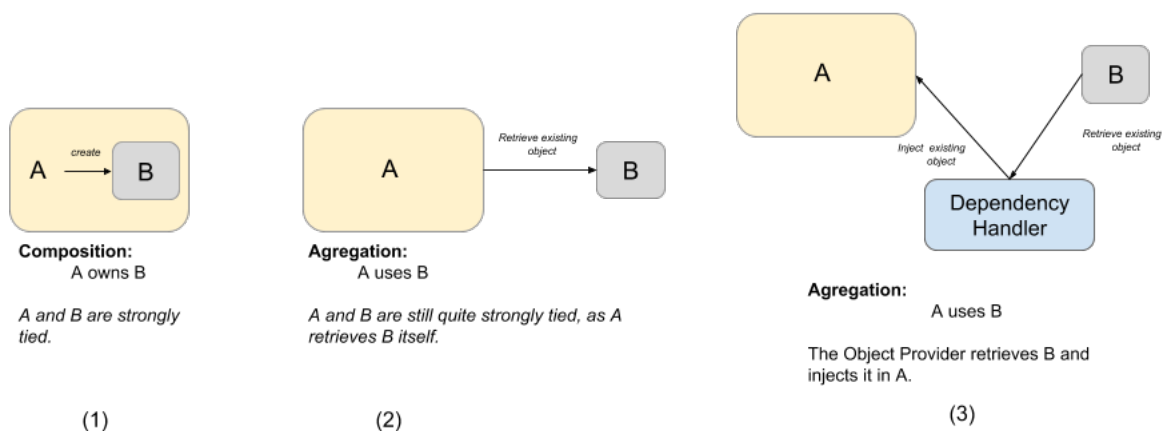 A
create
B
Composition:
A owns B
A and B are strongly
tied.
(1)
A
Retrieve existing
object
B
Agregation:
A uses B
A and B are still quite strongly tied, as A
retrieves B itself.
(2)
A
B
Inject existing
object
Retrieve existing
object
Dependency
Handler
Agregation:
A uses B
The Object Provider retrieves B and
injects it in A.
(3)